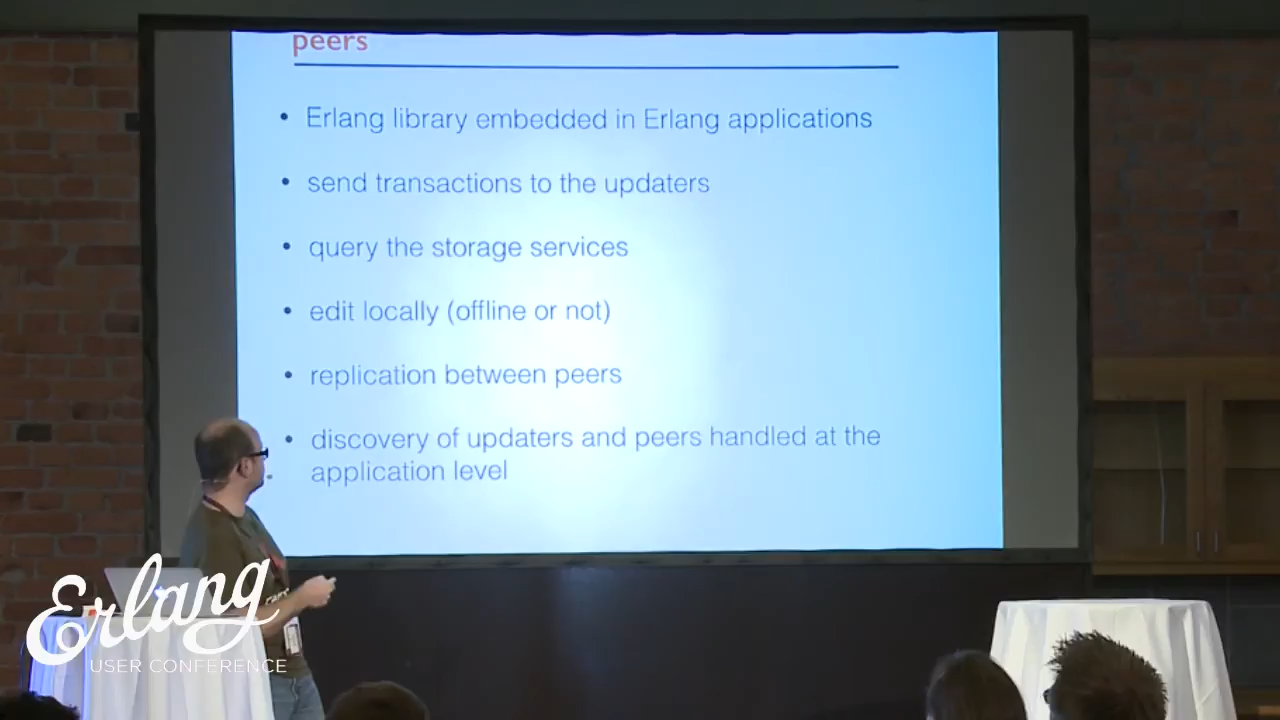 peers
• Erlang library embedded in Erlang applications
• send transactions to the updaters
• query the storage services
• edit locally (offline or not)
• replication between peers
• discovery of updaters and peers handled at the
application level
Erlang
USER CONFERENCE